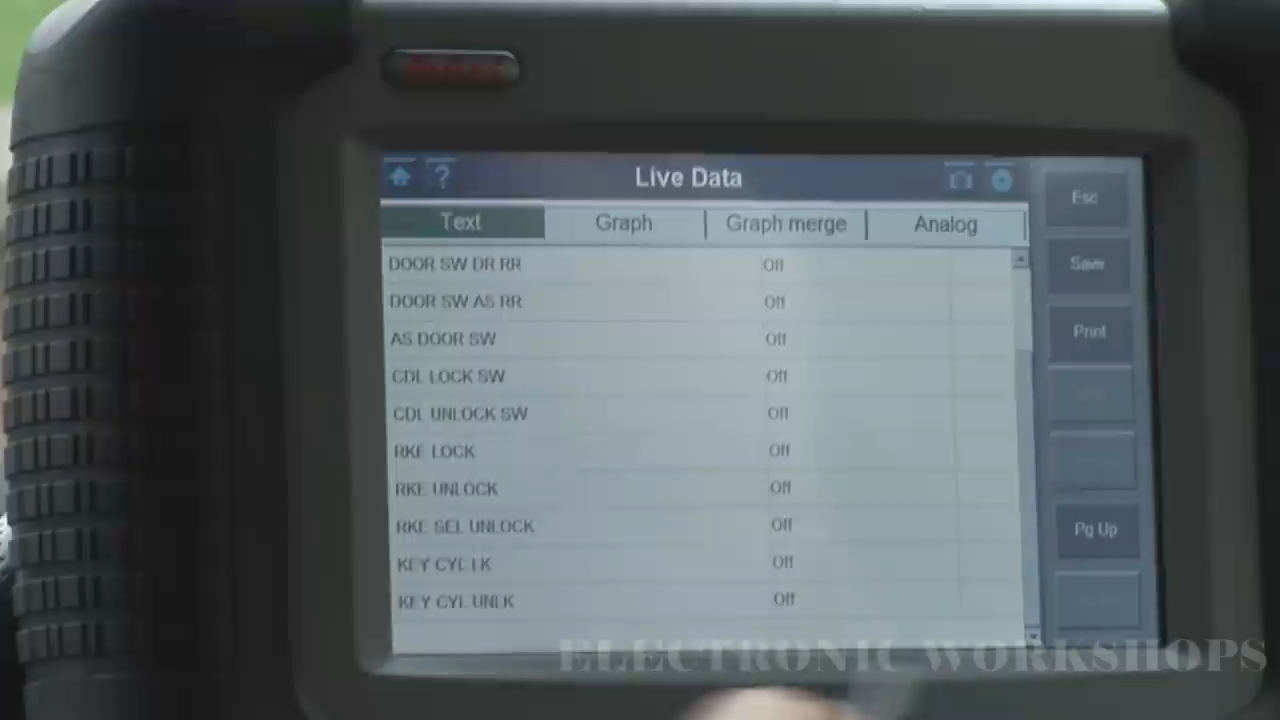 ? Live Data
Text Graph Graph merge Analog
DOOR SW DR RR Off
DOOR SW AS RR Off
AS DOOR SW Off
CDL LOCK SW Off
CDL UNLOCK SW Off
RKE LOCK Off
RKE UNLOCK Off
RKE SEL UNLOCK Off
KEY CYL LK Off
KEY CYL UNLK Off
Esc
Save
Print
Pg Up
ELECTRONIC WORKSHOPS